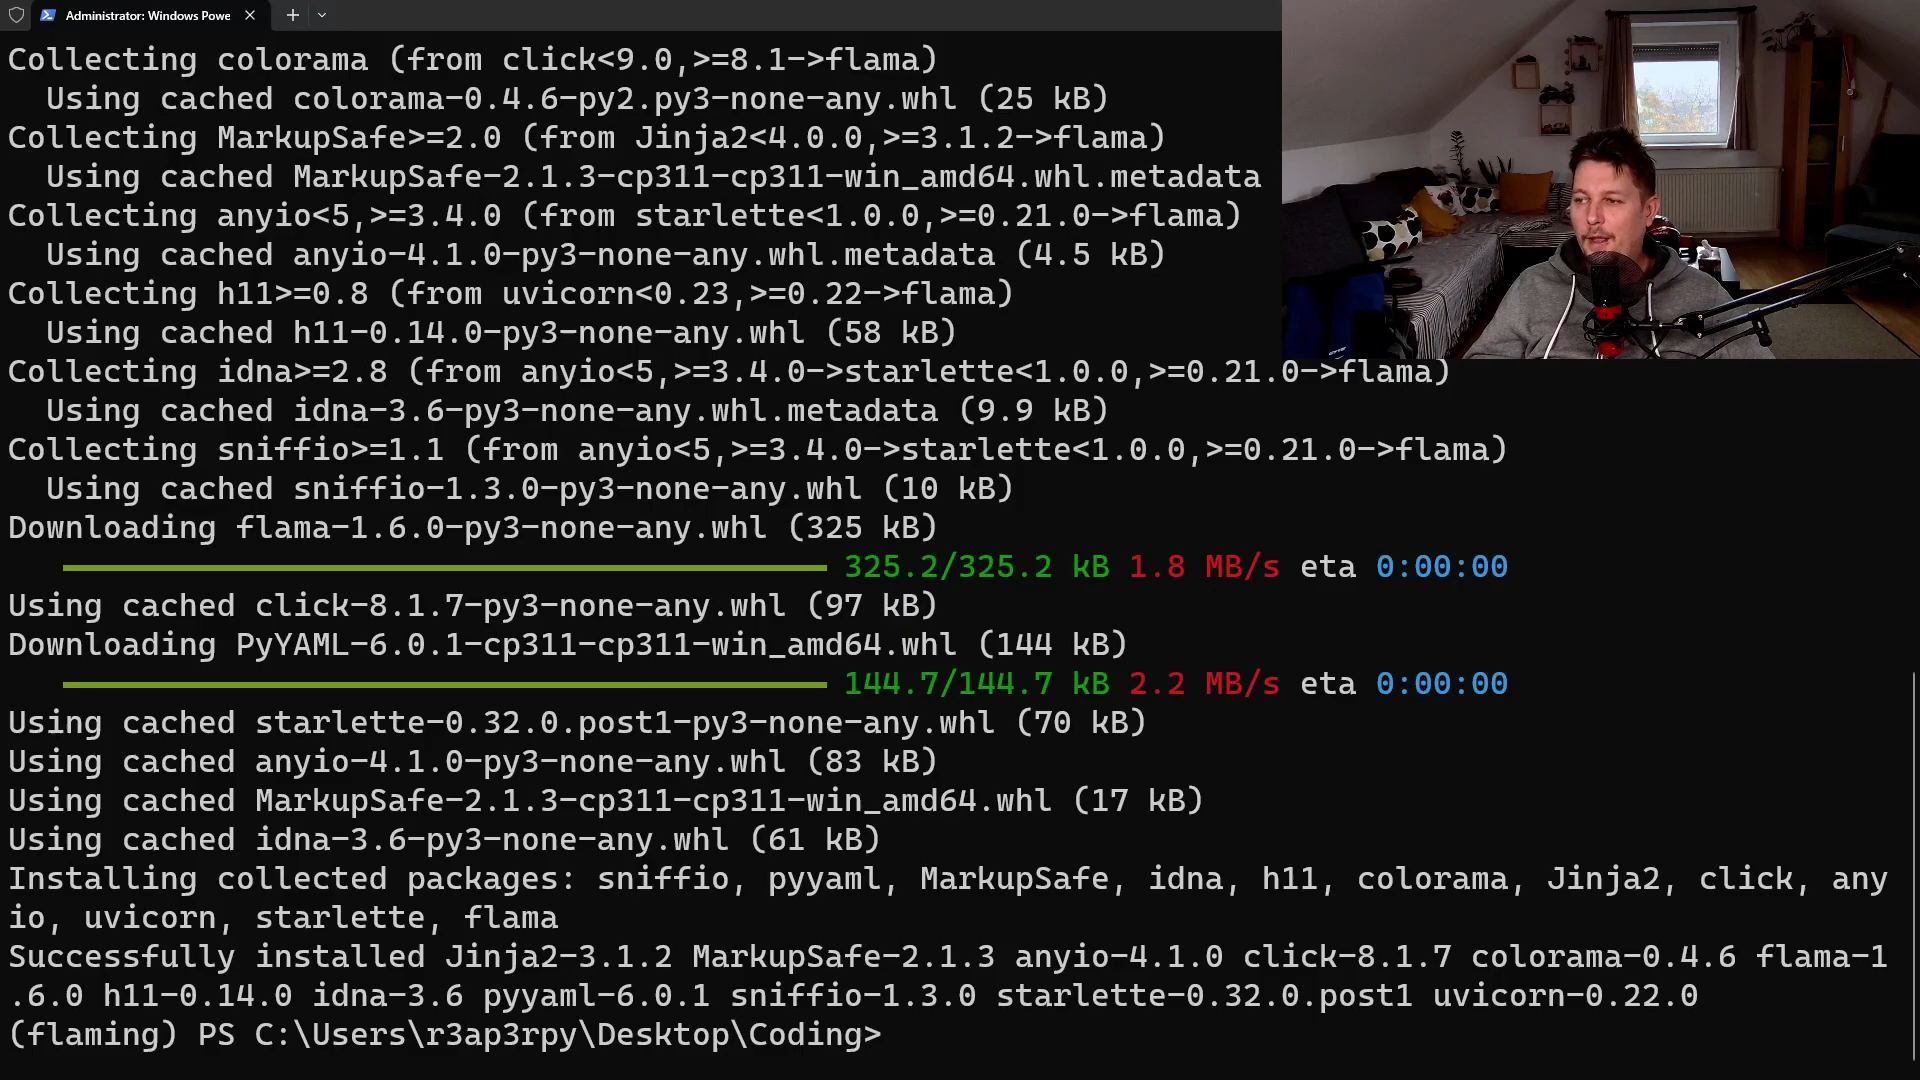 Administrator: Windows Powe
Collecting colorama (from click<9.0,>=8.1->flama)
Using cached colorama-0.4.6-py2.py3-none-any.whl (25 kB)
Collecting MarkupSafe>=2.0 (from Jinja2<4.0.0,>=3.1.2->flama)
Using cached MarkupSafe-2.1.3-cp311-cp311-win_amd64.whl.metadata
Collecting anyio<5,>=3.4.0 (from starlette<1.0.0,>=0.21.0->flama)
Using cached anyio-4.1.0-py3-none-any.whl.metadata (4.5 kB)
Collecting h11>=0.8 (from uvicorn<0.23,>=0.22->flama)
Using cached h11-0.14.0-py3-none-any.whl (58 kB)
Collecting idna>=2.8 (from anyio<5,>=3.4.0->starlette<1.0.0,>=0.21.0->flama)
Using cached idna-3.6-py3-none-any.whl.metadata (9.9 kB)
Collecting sniffio>=1.1 (from anyio<5,>=3.4.0->starlette<1.0.0,>=0.21.0->flama)
Using cached sniffio-1.3.0-py3-none-any.whl (10 kB)
Downloading flama-1.6.0-py3-none-any.whl (325 kB)
325.2/325.2 kB 1.8 MB/s eta 0:00:00
Using cached click-8.1.7-py3-none-any.whl (97 kB)
Downloading PyYAML-6.0.1-cp311-cp311-win_amd64.whl (144 kB)
144.7/144.7 kB 2.2 MB/s eta 0:00:00
Using cached starlette-0.32.0.post1-py3-none-any.whl (70 kB)
Using cached anyio-4.1.0-py3-none-any.whl (83 kB)
Using cached MarkupSafe-2.1.3-cp311-cp311-win_amd64.whl (17 kB)
Using cached idna-3.6-py3-none-any.whl (61 kB)
Installing collected packages: sniffio, pyyaml, MarkupSafe, idna, h11, colorama, Jinja2, click, any
io, uvicorn, starlette, flama
Successfully installed Jinja2-3.1.2 MarkupSafe-2.1.3 anyio-4.1.0 click-8.1.7 colorama-0.4.6 flama-1
.6.0 h11-0.14.0 idna-3.6 pyyaml-6.0.1 sniffio-1.3.0 starlette-0.32.0.post1 uvicorn-0.22.0
(flaming) PS C:\Users\r3ap3rpy\Desktop\Coding>